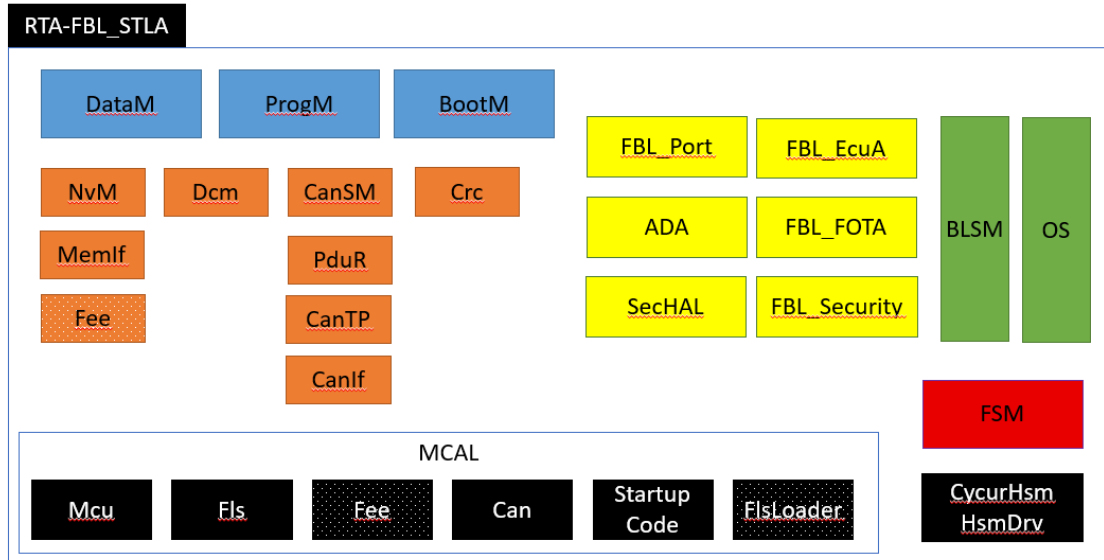 RTA-FBL_STLA
DataM
ProgM
BootM
FBL_Port
FBL_EcuA
BLSM
OS
NvM
Dcm
CanSM
Crc
ADA
FBL_FOTA
MemIf
PduR
SecHAL
FBL_Security
Fee
CanTP
CanIf
FSM
MCAL
Mcu
Fls
Fee
Can
Startup
Code
FlsLoader
CycurHsm
HsmDrv